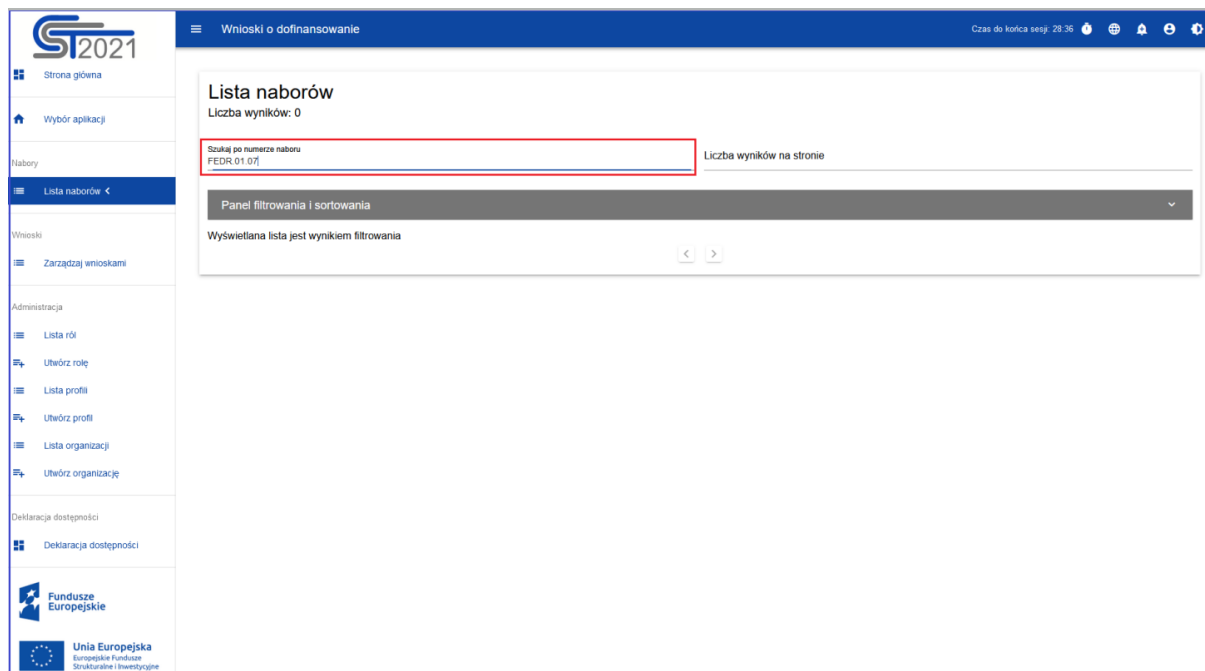 ST2021
Wnioski o dofinansowanie
Czas do końca sesji: 28:36
Strona główna
Wybór aplikacji
Nabory
Lista naborów <
Wnioski
Zarządzaj wnioskami
Administracja
Lista ról
Utwórz rolę
Lista profili
Utwórz profil
Lista organizacji
Utwórz organizację
Deklaracja dostępności
Deklaracja dostępności
Fundusze
Europejskie
Unia Europejska
Europejskie Fundusze
Strukturalne i Inwestycyjne
Lista naborów
Liczba wyników: 0
Szukaj po numerze naboru
FEDR.01.07
Liczba wyników na stronie
Panel filtrowania i sortowania
Wyświetlana lista jest wynikiem filtrowania